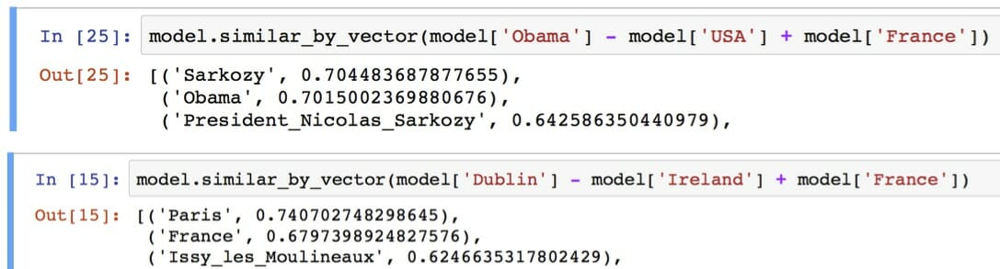 In [25]: model.similar_by_vector(model['Obama'] - model['USA'] + model['France'])
Out[25]: [('Sarkozy', 0.704483687877655),
('Obama', 0.7015002369880676),
('President_Nicolas_Sarkozy', 0.642586350440979),
In [15]: model.similar_by_vector(model['Dublin'] - model['Ireland'] + model['France'])
Out[15]: [('Paris', 0.740702748298645),
('France', 0.6797398924827576),
('Issy_les_Moulineaux', 0.6246635317802429),